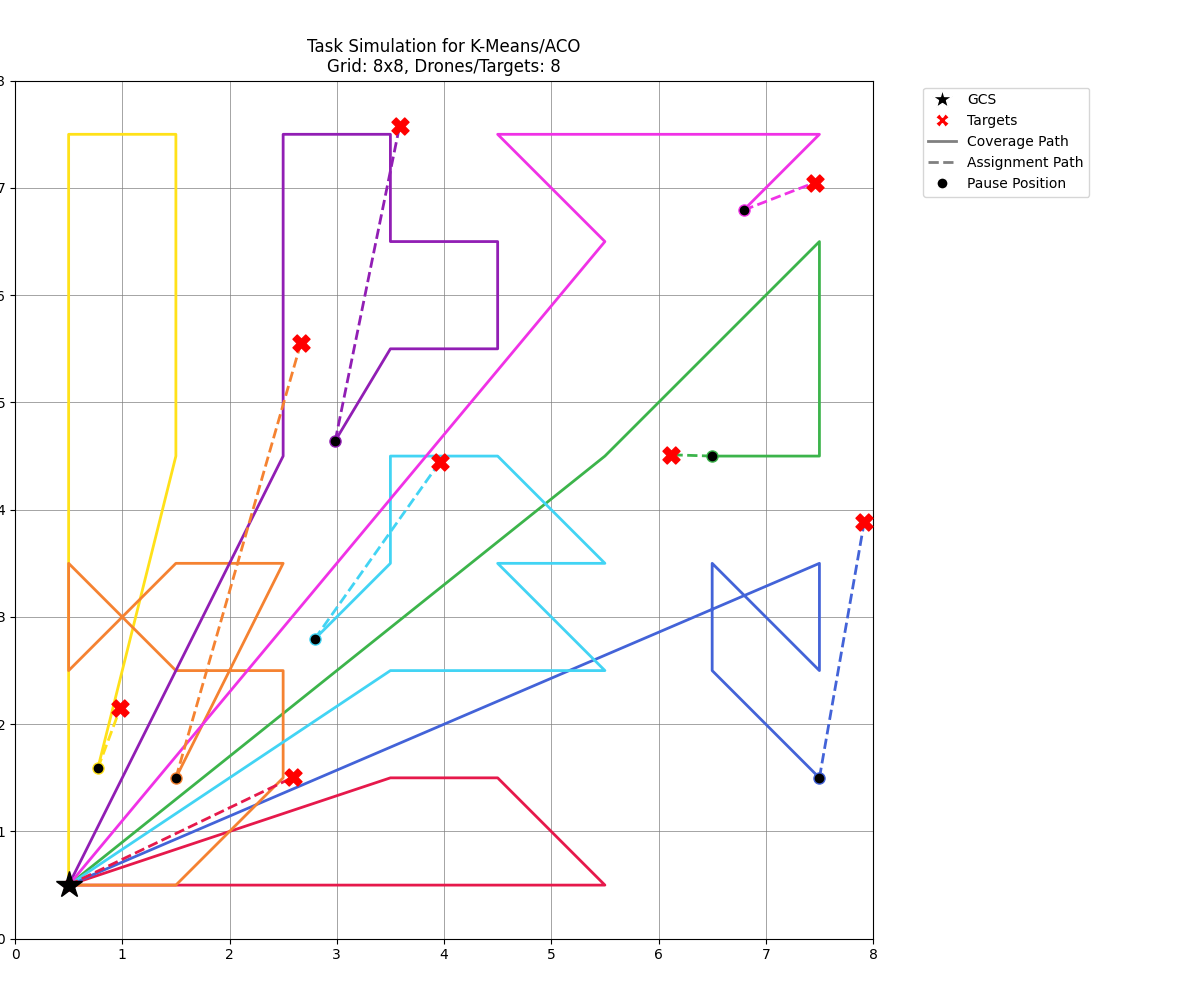 Task Simulation for K-Means/ACO
Grid: 8x8, Drones/Targets: 8
GCS
Targets
Coverage Path
Assignment Path
Pause Position
8
7
6
5
4
3
2
1
0
0 1 2 3 4 5 6 7 8